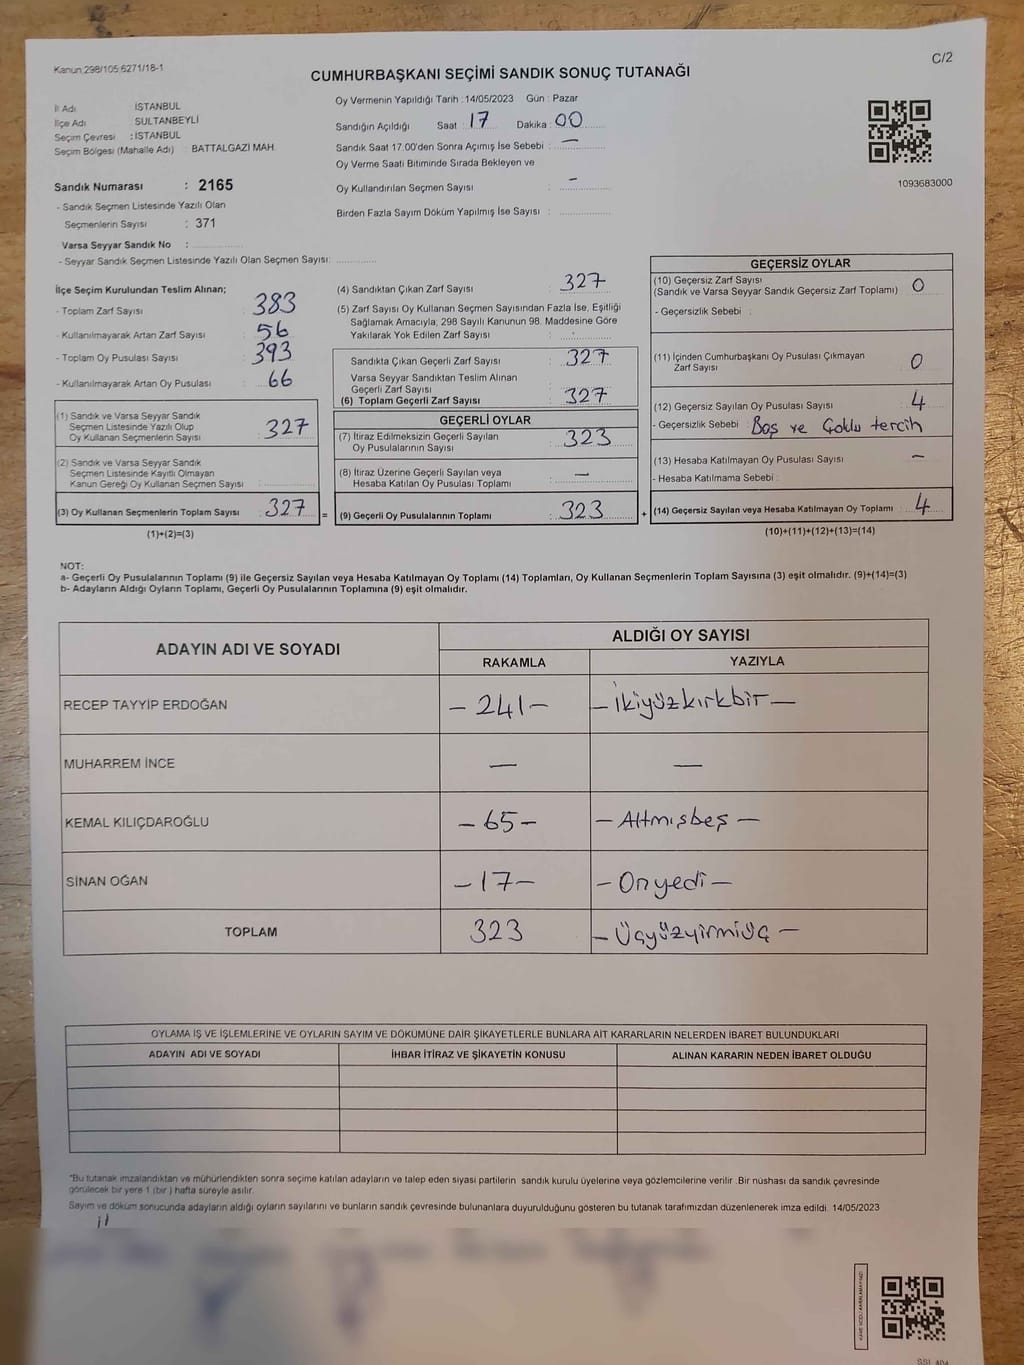 Kanun:298/105;6271/18-1
C/2
CUMHURBAŞKANI SEÇİMİ SANDIK SONUÇ TUTANAĞI
İl Adı : İSTANBUL
İlçe Adı : SULTANBEYLİ
Seçim Çevresi : İSTANBUL
Seçim Bölgesi (Mahalle Adı) : BATTALGAZİ MAH.
Oy Vermenin Yapıldığı Tarih : 14/05/2023 Gün : Pazar
Sandığın Açıldığı Saat : 17 Dakika : 00
Sandık Saat 17:00'den Sonra Açımış İse Sebebi : —
Oy Verme Saati Bitiminde Sırada Bekleyen ve
Oy Kullandırılan Seçmen Sayısı : –
Birden Fazla Sayım Döküm Yapılmış İse Sayısı :
1093683000
Sandık Numarası : 2165
- Sandık Seçmen Listesinde Yazılı Olan
Seçmenlerin Sayısı : 371
Varsa Seyyar Sandık No :
- Seyyar Sandık Seçmen Listesinde Yazılı Olan Seçmen Sayısı:
İlçe Seçim Kurulundan Teslim Alınan;
- Toplam Zarf Sayısı : 383
- Kullanılmayarak Artan Zarf Sayısı : 56
- Toplam Oy Pusulası Sayısı : 393
- Kullanılmayarak Artan Oy Pusulası : 66
(1) Sandık ve Varsa Seyyar Sandık
Seçmen Listesinde Yazılı Olup
Oy Kullanan Seçmenlerin Sayısı : 327
(2) Sandık ve Varsa Seyyar Sandık
Seçmen Listesinde Kayıtlı Olmayan
Kanun Gereği Oy Kullanan Seçmen Sayısı :
(3) Oy Kullanan Seçmenlerin Toplam Sayısı : 327 =
(1)+(2)=(3)
(4) Sandıktan Çıkan Zarf Sayısı : 327
(5) Zarf Sayısı Oy Kullanan Seçmen Sayısından Fazla İse, Eşitliği
Sağlamak Amacıyla, 298 Sayılı Kanunun 98. Maddesine Göre
Yakılarak Yok Edilen Zarf Sayısı :
Sandıkta Çıkan Geçerli Zarf Sayısı : 327
Varsa Seyyar Sandıktan Teslim Alınan
Geçerli Zarf Sayısı
(6) Toplam Geçerli Zarf Sayısı : 327
GEÇERLİ OYLAR
(7) İtiraz Edilmeksizin Geçerli Sayılan
Oy Pusulalarının Sayısı : 323
(8) İtiraz Üzerine Geçerli Sayılan veya
Hesaba Katılan Oy Pusulası Toplamı : —
(9) Geçerli Oy Pusulalarının Toplamı : 323 +
GEÇERSİZ OYLAR
(10) Geçersiz Zarf Sayısı
(Sandık ve Varsa Seyyar Sandık Geçersiz Zarf Toplamı) : 0
- Geçersizlik Sebebi :
(11) İçinden Cumhurbaşkanı Oy Pusulası Çıkmayan
Zarf Sayısı : 0
(12) Geçersiz Sayılan Oy Pusulası Sayısı : 4
- Geçersizlik Sebebi : Boş ve Çoklu tercih
(13) Hesaba Katılmayan Oy Pusulası Sayısı : –
- Hesaba Katılmama Sebebi :
(14) Geçersiz Sayılan veya Hesaba Katılmayan Oy Toplamı : 4
(10)+(11)+(12)+(13)=(14)
NOT:
a- Geçerli Oy Pusulalarının Toplamı (9) ile Geçersiz Sayılan veya Hesaba Katılmayan Oy Toplamı (14) Toplamları, Oy Kullanan Seçmenlerin Toplam Sayısına (3) eşit olmalıdır. (9)+(14)=(3)
b- Adayların Aldığı Oyların Toplamı, Geçerli Oy Pusulalarının Toplamına (9) eşit olmalıdır.
ADAYIN ADI VE SOYADI ALDIĞI OY SAYISI
RAKAMLA YAZIYLA
RECEP TAYYİP ERDOĞAN – 241 – – İkiyüzkırkbir –
MUHARREM İNCE — —
KEMAL KILIÇDAROĞLU – 65 – – Altmışbeş –
SİNAN OĞAN – 17 – – Onyedi –
TOPLAM 323 – Üçyüzyirmiüç –
OYLAMA İŞ VE İŞLEMLERİNE VE OYLARIN SAYIM VE DÖKÜMÜNE DAİR ŞİKAYETLERLE BUNLARA AİT KARARLARIN NELERDEN İBARET BULUNDUKLARI
ADAYIN ADI VE SOYADI İHBAR İTİRAZ VE ŞİKAYETİN KONUSU ALINAN KARARIN NEDEN İBARET OLDUĞU
*Bu tutanak imzalandıktan ve mühürlendikten sonra seçime katılan adayların ve talep eden siyasi partilerin sandık kurulu üyelerine veya gözlemcilerine verilir .Bir nüshası da sandık çevresinde
görülecek bir yere 1 (bir ) hafta süreyle asılır.
Sayım ve döküm sonucunda adayların aldığı oyların sayılarını ve bunların sandık çevresinde bulunanlara duyurulduğunu gösteren bu tutanak tarafımızdan düzenlenerek imza edildi. 14/05/2023